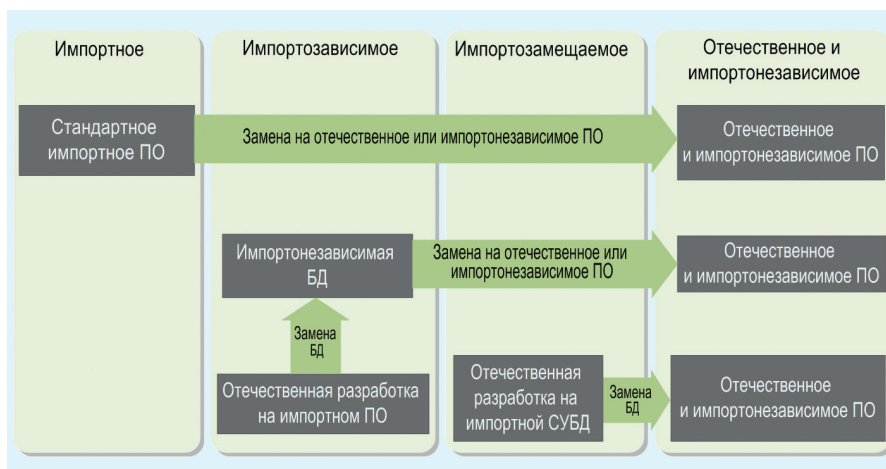 Импортное
Импортозависимое
Импортозамещаемое
Отечественное и
импортонезависимое
Стандартное
импортное ПО
Замена на отечественное или импортонезависимое ПО
Отечественное
и импортонезависимое ПО
Импортонезависимая
БД
Замена на отечественное или
импортонезависимое ПО
Отечественное
и импортонезависимое ПО
Замена
БД
Отечественная разработка
на импортном ПО
Отечественная
разработка на
импортной СУБД
Замена
БД
Отечественное
и импортонезависимое ПО